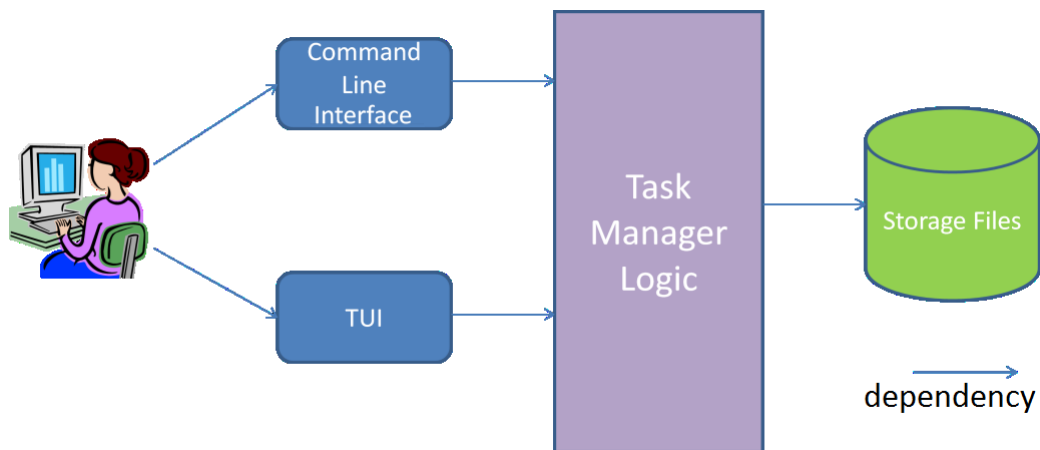 Command
Line
Interface
TUI
Task
Manager
Logic
Storage Files
dependency